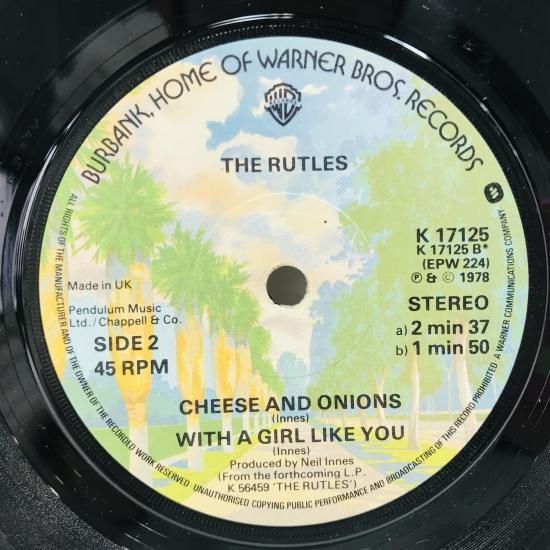 BURBANK, HOME OF WARNER BROS. RECORDS
THE RUTLES
K 17125
K 17125 B*
(EPW 224)
Ⓟ & © 1978
Made in UK
Pendulum Music
Ltd./Chappell & Co.
SIDE 2
45 RPM
STEREO
a) 2 min 37
b) 1 min 50
CHEESE AND ONIONS
(Innes)
WITH A GIRL LIKE YOU
(Innes)
Produced by Neil Innes
(From the forthcoming L.P.
K 56459 'THE RUTLES')
ALL RIGHTS OF THE MANUFACTURER AND OF THE OWNER OF THE RECORDED WORK RESERVED UNAUTHORISED COPYING PUBLIC PERFORMANCE AND BROADCASTING OF THIS RECORD PROHIBITED A WARNER COMMUNICATIONS COMPANY